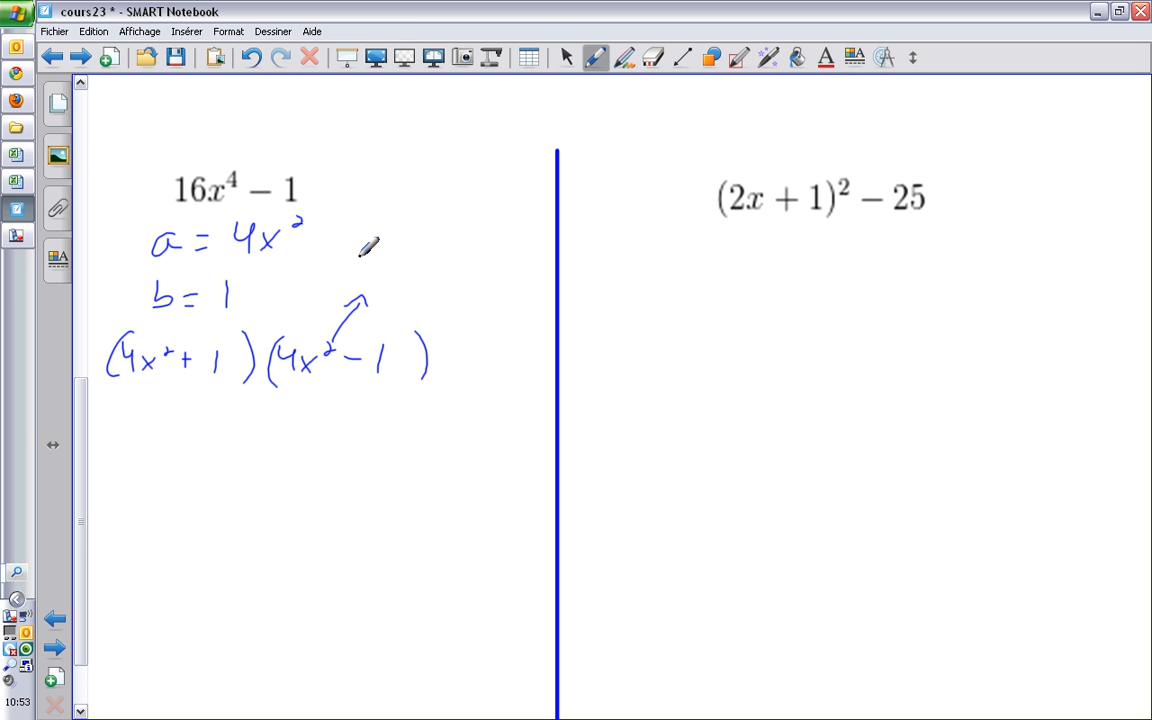 cours23 * - SMART Notebook
Fichier Edition Affichage Insérer Format Dessiner Aide
16x⁴ − 1
a = 4x²
b = 1
(4x² + 1)(4x² − 1)
(2x + 1)² − 25
10:53